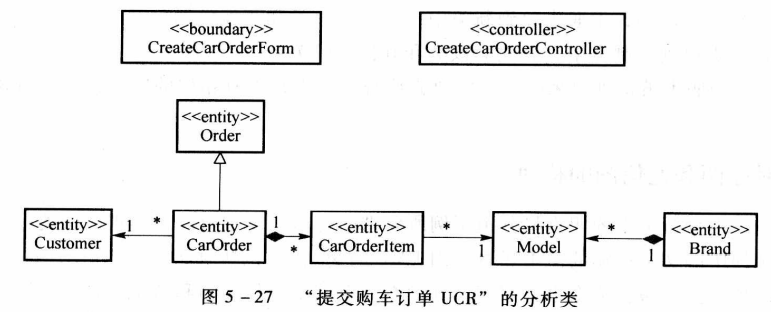 <<boundary>>
CreateCarOrderForm
<<controller>>
CreateCarOrderController
<<entity>>
Order
<<entity>>
Customer
1
*
<<entity>>
CarOrder
1
*
<<entity>>
CarOrderItem
*
1
<<entity>>
Model
*
1
<<entity>>
Brand
图 5-27 “提交购车订单 UCR”的分析类